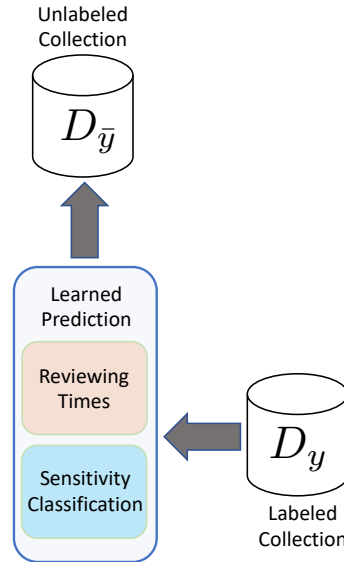 Unlabeled
Collection
D_ȳ
Learned
Prediction
Reviewing
Times
Sensitivity
Classification
D_y
Labeled
Collection